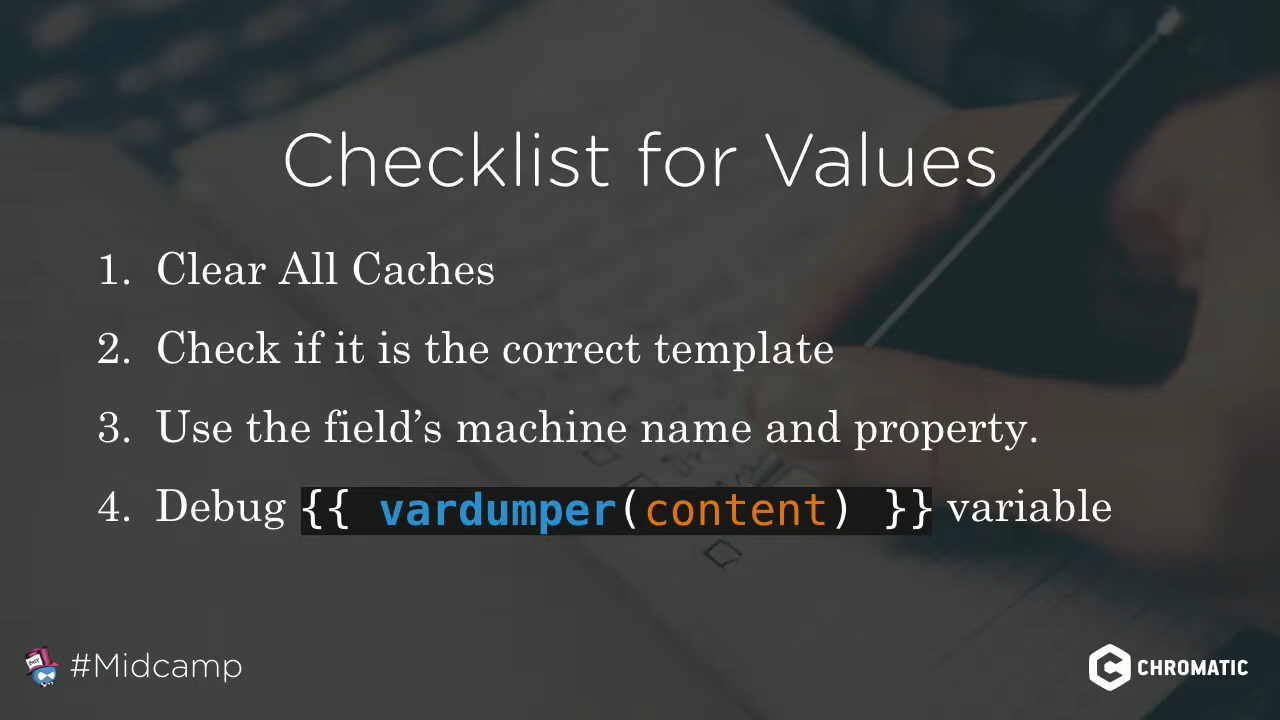 Checklist for Values
1. Clear All Caches
2. Check if it is the correct template
3. Use the field’s machine name and property.
4. Debug {{ vardumper(content) }} variable
#Midcamp
CHROMATIC